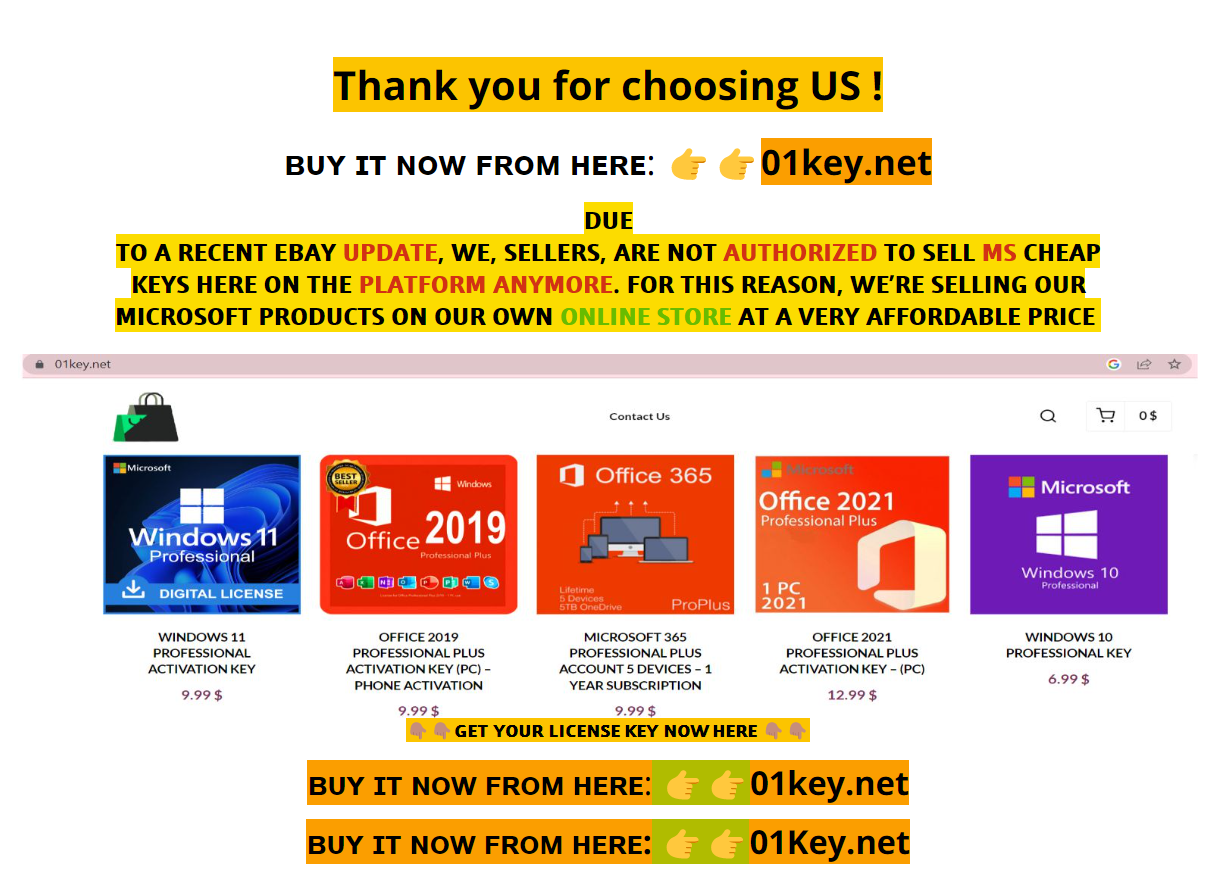 Thank you for choosing US !
BUY IT NOW FROM HERE: 👉 👉 01key.net
DUE
TO A RECENT EBAY UPDATE, WE, SELLERS, ARE NOT AUTHORIZED TO SELL MS CHEAP
KEYS HERE ON THE PLATFORM ANYMORE. FOR THIS REASON, WE'RE SELLING OUR
MICROSOFT PRODUCTS ON OUR OWN ONLINE STORE AT A VERY AFFORDABLE PRICE
01key.net
Contact Us
0 $
Microsoft
Windows 11
Professional
DIGITAL LICENSE
BEST
SELLER
Windows
Office 2019
Professional Plus
Office 365
Lifetime
5 Devices
5TB OneDrive
ProPlus
Microsoft
Office 2021
Professional Plus
1 PC
2021
Microsoft
Windows 10
Professional
WINDOWS 11
PROFESSIONAL
ACTIVATION KEY
9.99 $
OFFICE 2019
PROFESSIONAL PLUS
ACTIVATION KEY (PC) –
PHONE ACTIVATION
9.99 $
MICROSOFT 365
PROFESSIONAL PLUS
ACCOUNT 5 DEVICES – 1
YEAR SUBSCRIPTION
9.99 $
OFFICE 2021
PROFESSIONAL PLUS
ACTIVATION KEY – (PC)
12.99 $
WINDOWS 10
PROFESSIONAL KEY
6.99 $
👇🏽👇🏽GET YOUR LICENSE KEY NOW HERE 👇🏽👇🏽
BUY IT NOW FROM HERE: 👉 👉 01key.net
BUY IT NOW FROM HERE: 👉 👉 01Key.net